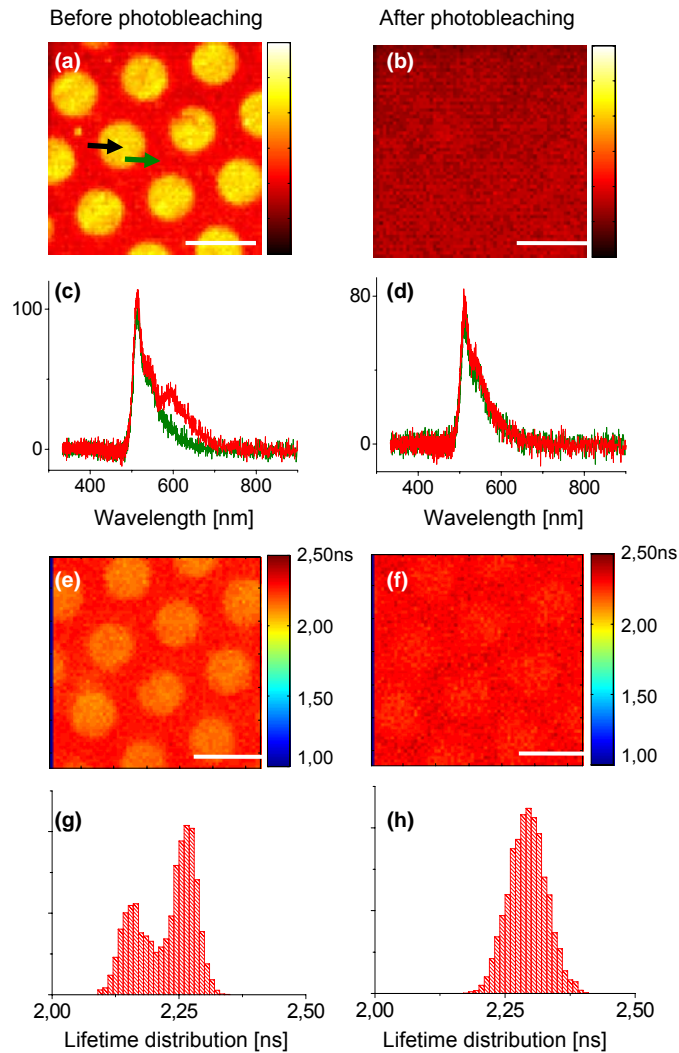 Before photobleaching After photobleaching
(a) (b)
(c) (d)
100 80
0 0
400 600 800 400 600 800
Wavelength [nm] Wavelength [nm]
(e) 2,50ns (f) 2,50ns
2,00 2,00
1,50 1,50
1,00 1,00
(g) (h)
2,00 2,25 2,50 2,00 2,25 2,50
Lifetime distribution [ns] Lifetime distribution [ns]